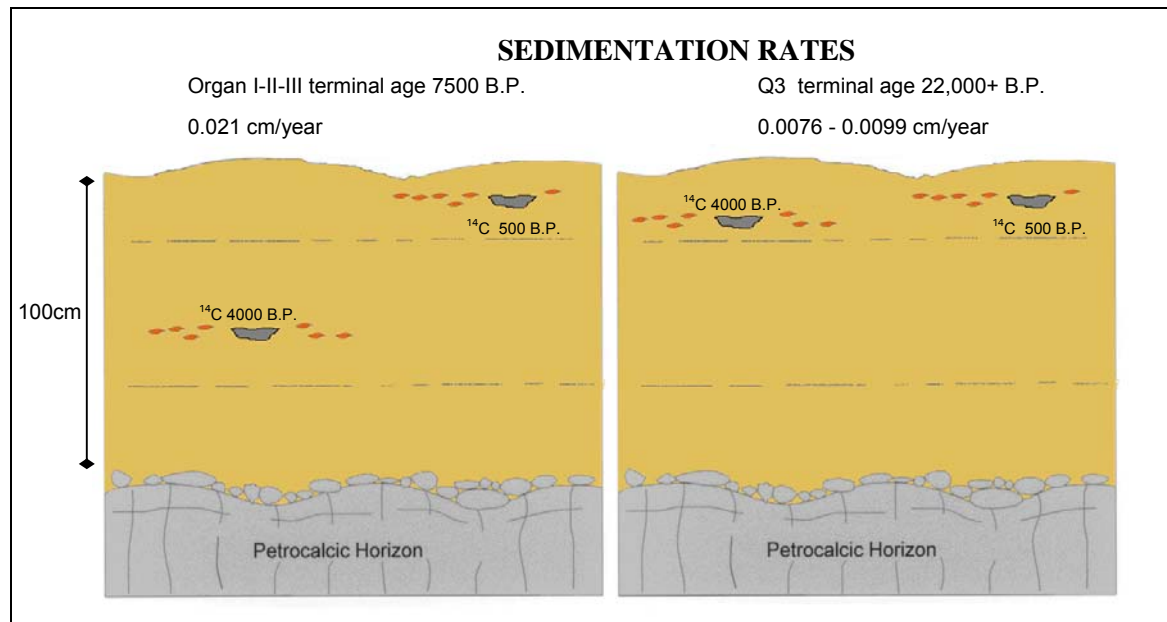 SEDIMENTATION RATES
Organ I-II-III terminal age 7500 B.P.
0.021 cm/year
Q3 terminal age 22,000+ B.P.
0.0076 - 0.0099 cm/year
100cm
¹⁴C 500 B.P.
¹⁴C 4000 B.P.
Petrocalcic Horizon
¹⁴C 4000 B.P.
¹⁴C 500 B.P.
Petrocalcic Horizon